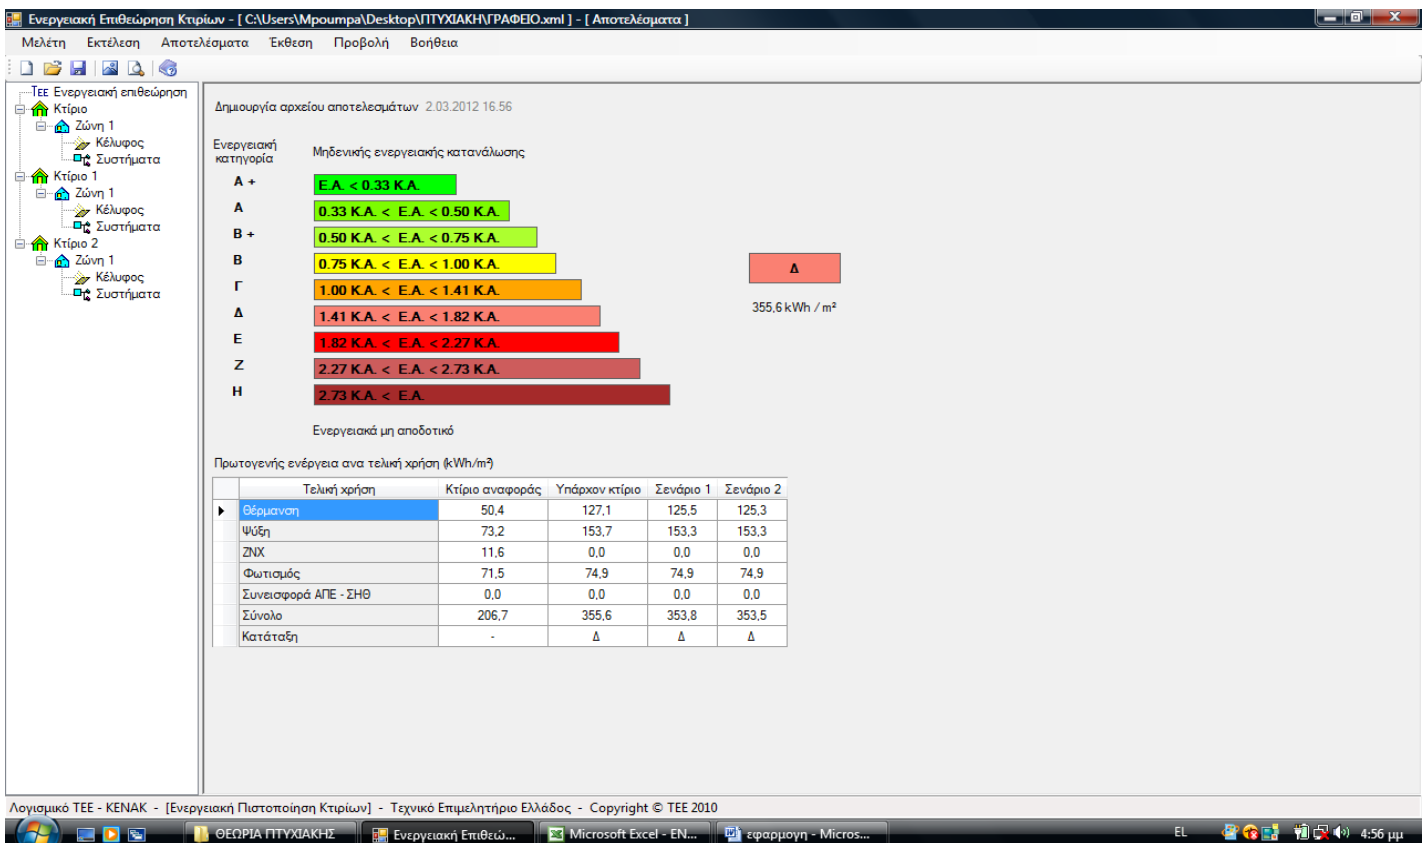 Ενεργειακή Επιθεώρηση Κτιρίων - [ C:\Users\Mpoumpa\Desktop\ΠΤΥΧΙΑΚΗ\ΓΡΑΦΕΙΟ.xml ] - [ Αποτελέσματα ]
Μελέτη Εκτέλεση Αποτελέσματα Έκθεση Προβολή Βοήθεια
ΤΕΕ Ενεργειακή επιθεώρηση
Κτίριο
Ζώνη 1
Κέλυφος
Συστήματα
Κτίριο 1
Ζώνη 1
Κέλυφος
Συστήματα
Κτίριο 2
Ζώνη 1
Κέλυφος
Συστήματα
Δημιουργία αρχείου αποτελεσμάτων 2.03.2012 16.56
Ενεργειακή κατηγορία
Μηδενικής ενεργειακής κατανάλωσης
Α + Ε.Α. < 0.33 Κ.Α.
Α 0.33 Κ.Α. < Ε.Α. < 0.50 Κ.Α.
Β + 0.50 Κ.Α. < Ε.Α. < 0.75 Κ.Α.
Β 0.75 Κ.Α. < Ε.Α. < 1.00 Κ.Α.
Γ 1.00 Κ.Α. < Ε.Α. < 1.41 Κ.Α.
Δ 1.41 Κ.Α. < Ε.Α. < 1.82 Κ.Α.
Ε 1.82 Κ.Α. < Ε.Α. < 2.27 Κ.Α.
Ζ 2.27 Κ.Α. < Ε.Α. < 2.73 Κ.Α.
Η 2.73 Κ.Α. < Ε.Α.
Ενεργειακά μη αποδοτικό
Δ
355,6 kWh / m²
Πρωτογενής ενέργεια ανα τελική χρήση (kWh/m²)
Τελική χρήση Κτίριο αναφοράς Υπάρχον κτίριο Σενάριο 1 Σενάριο 2
Θέρμανση 50,4 127,1 125,5 125,3
Ψύξη 73,2 153,7 153,3 153,3
ΖΝΧ 11,6 0,0 0,0 0,0
Φωτισμός 71,5 74,9 74,9 74,9
Συνεισφορά ΑΠΕ - ΣΗΘ 0,0 0,0 0,0 0,0
Σύνολο 206,7 355,6 353,8 353,5
Κατάταξη - Δ Δ Δ
Λογισμικό ΤΕΕ - ΚΕΝΑΚ - [Ενεργειακή Πιστοποίηση Κτιρίων] - Τεχνικό Επιμελητήριο Ελλάδος - Copyright © ΤΕΕ 2010
ΘΕΩΡΙΑ ΠΤΥΧΙΑΚΗΣ Ενεργειακή Επιθεώ... Microsoft Excel - EN... εφαρμογη - Micros... EL 4:56 μμ